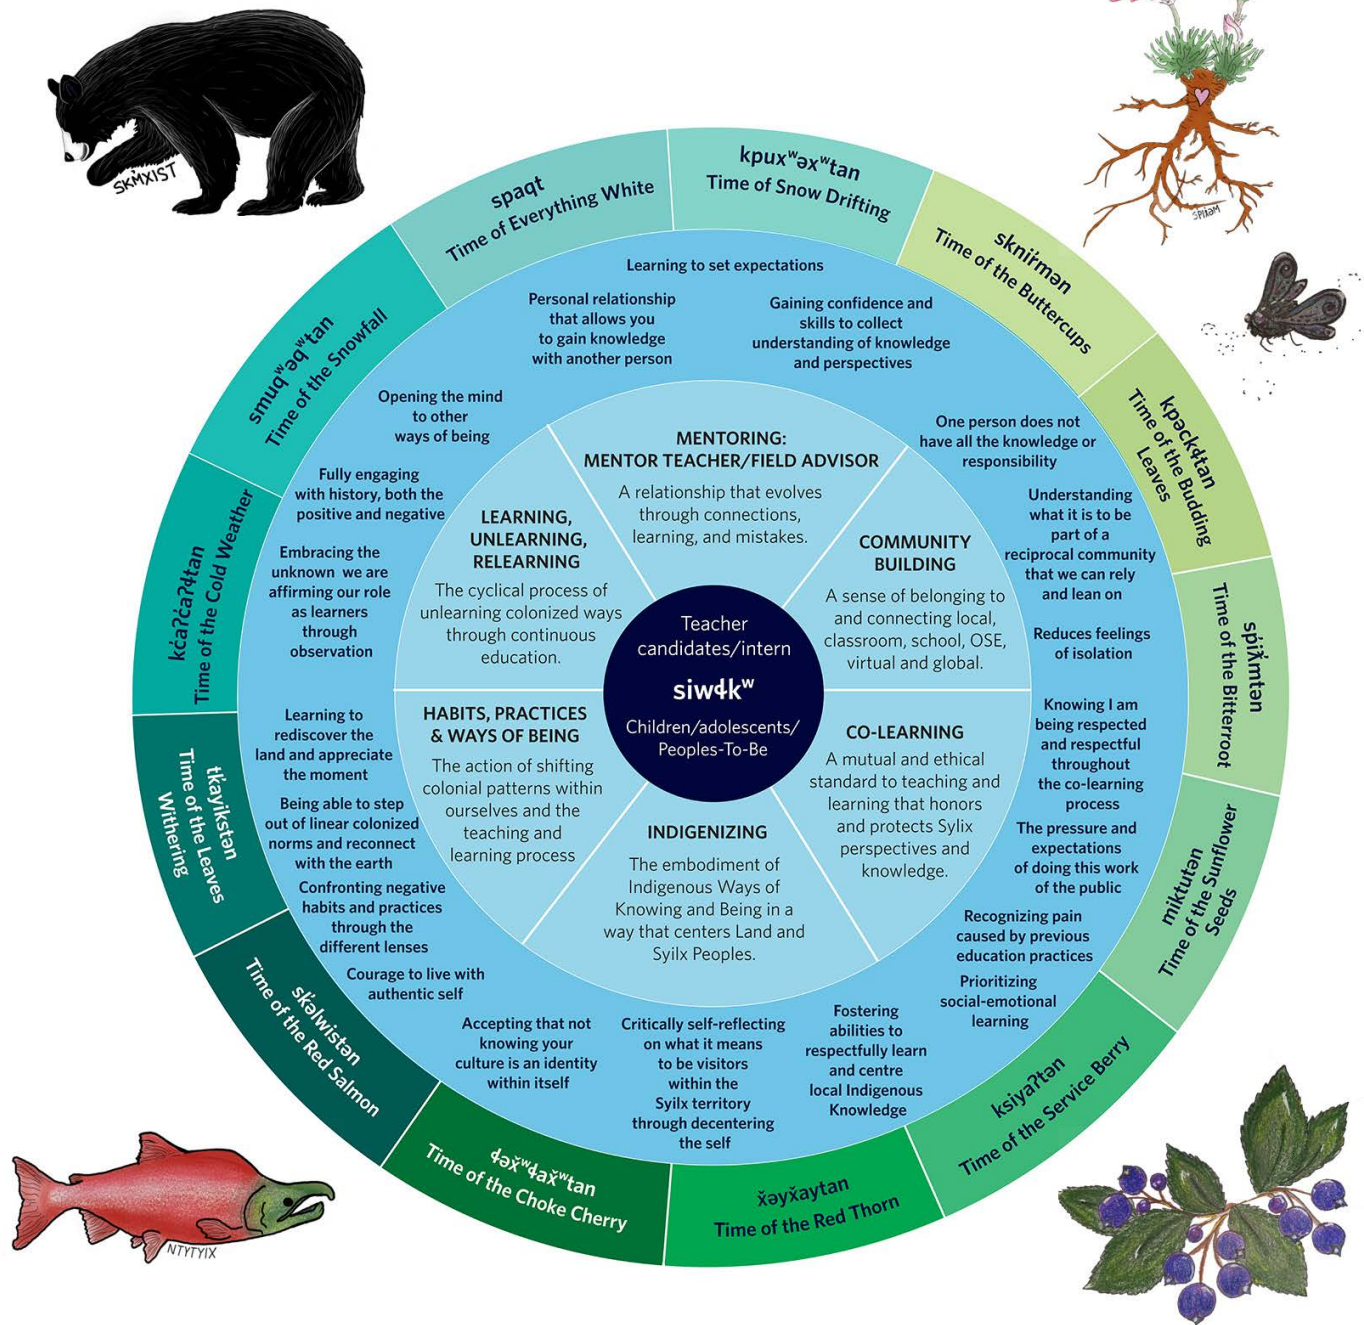 SKM̓XIST
SPIƛ̓ƏM
NTYTYIX
spaqt
Time of Everything White
kpuxʷəxʷtan
Time of Snow Drifting
skniŕmən
Time of the Buttercups
kpəckɬtan
Time of the Budding
Leaves
sp̓iƛ̓mtən
Time of the Bitterroot
miktutən
Time of the Sunflower
Seeds
ksiyaʔtən
Time of the Service Berry
x̌əyx̌aytan
Time of the Red Thorn
ɬəx̌ʷɬax̌ʷtan
Time of the Choke Cherry
sk̓əlwistən
Time of the Red Salmon
tk̓ayikstən
Time of the Leaves
Withering
kc̓aʔc̓aʔɬtan
Time of the Cold Weather
smuqʷəqʷtan
Time of the Snowfall
Learning to set expectations
Personal relationship
that allows you
to gain knowledge
with another person
Gaining confidence and
skills to collect
understanding of knowledge
and perspectives
One person does not
have all the knowledge or
responsibility
Understanding
what it is to be
part of a
reciprocal community
that we can rely
and lean on
Reduces feelings
of isolation
Knowing I am
being respected
and respectful
throughout
the co-learning
process
The pressure and
expectations
of doing this work
of the public
Recognizing pain
caused by previous
education practices
Prioritizing
social-emotional
learning
Fostering
abilities to
respectfully learn
and centre
local Indigenous
Knowledge
Critically self-reflecting
on what it means
to be visitors
within the
Syilx territory
through decentering
the self
Accepting that not
knowing your
culture is an identity
within itself
Courage to live with
authentic self
Confronting negative
habits and practices
through the
different lenses
Being able to step
out of linear colonized
norms and reconnect
with the earth
Learning to
rediscover the
land and appreciate
the moment
Embracing the
unknown we are
affirming our role
as learners
through
observation
Fully engaging
with history, both the
positive and negative
Opening the mind
to other
ways of being
MENTORING:
MENTOR TEACHER/FIELD ADVISOR
A relationship that evolves
through connections,
learning, and mistakes.
COMMUNITY
BUILDING
A sense of belonging to
and connecting local,
classroom, school, OSE,
virtual and global.
CO-LEARNING
A mutual and ethical
standard to teaching and
learning that honors
and protects Sylix
perspectives and
knowledge.
INDIGENIZING
The embodiment of
Indigenous Ways of
Knowing and Being in a
way that centers Land and
Syilx Peoples.
HABITS, PRACTICES
& WAYS OF BEING
The action of shifting
colonial patterns within
ourselves and the
teaching and
learning process
LEARNING,
UNLEARNING,
RELEARNING
The cyclical process of
unlearning colonized ways
through continuous
education.
Teacher
candidates/intern
siwɬkʷ
Children/adolescents/
Peoples-To-Be